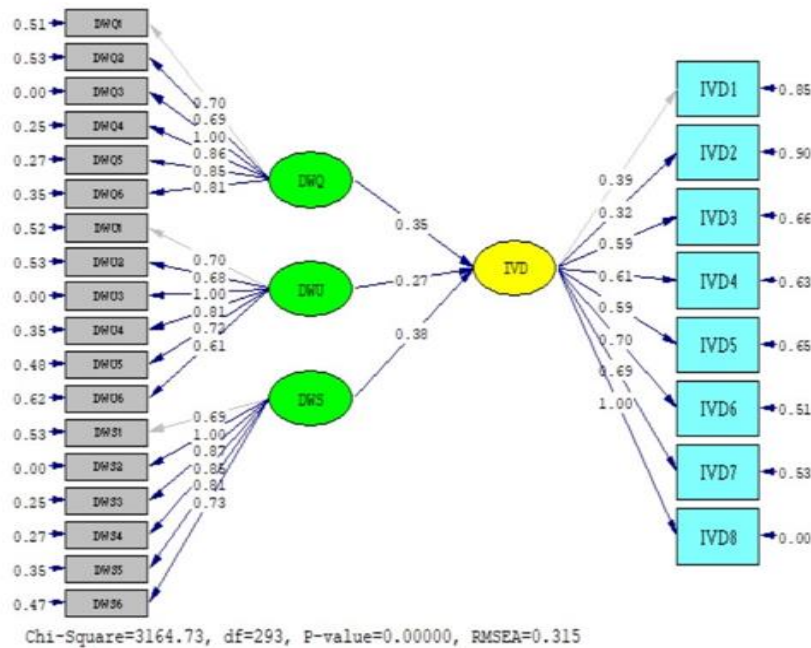 0.51 DWQ1
0.53 DWQ2
0.00 DWQ3
0.25 DWQ4
0.27 DWQ5
0.35 DWQ6
0.52 DWU1
0.53 DWU2
0.00 DWU3
0.35 DWU4
0.48 DWU5
0.62 DWU6
0.53 DWS1
0.00 DWS2
0.25 DWS3
0.27 DWS4
0.35 DWS5
0.47 DWS6
0.70
0.69
1.00
0.86
0.85
0.81
0.70
0.68
1.00
0.81
0.72
0.61
0.69
1.00
0.87
0.85
0.81
0.73
DWQ
DWU
DWS
0.35
0.27
0.38
IVD
0.39
0.32
0.59
0.61
0.59
0.70
0.69
1.00
IVD1 0.85
IVD2 0.90
IVD3 0.66
IVD4 0.63
IVD5 0.65
IVD6 0.51
IVD7 0.53
IVD8 0.00
Chi-Square=3164.73, df=293, P-value=0.00000, RMSEA=0.315